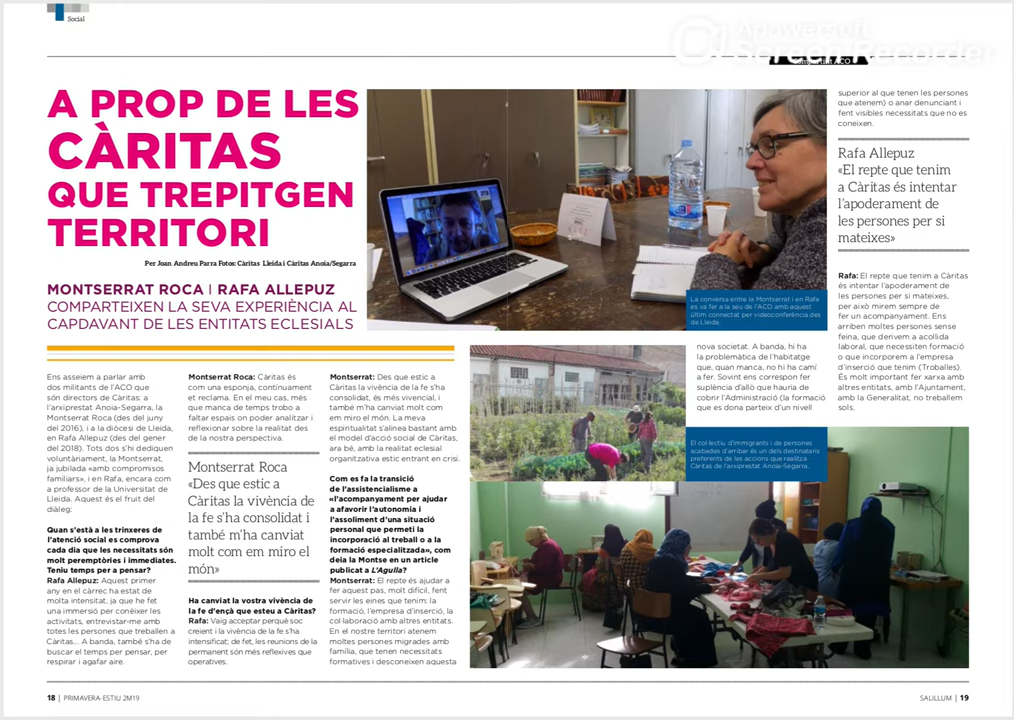 Social
Apowersoft
Screen Recorder
ACO
A PROP DE LES
CÀRITAS
QUE TREPITGEN
TERRITORI
Per Joan Andreu Parra Fotos: Càritas Lleida i Càritas Anoia/Segarra
MONTSERRAT ROCA | RAFA ALLEPUZ
COMPARTEIXEN LA SEVA EXPERIÈNCIA AL
CAPDAVANT DE LES ENTITATS ECLESIALS
Ens asseiem a parlar amb
dos militants de l'ACO que
són directors de Càritas: a
l'arxiprestat Anoia-Segarra, la
Montserrat Roca (des del juny
del 2016), i a la diòcesi de Lleida,
en Rafa Allepuz (des del gener
del 2018). Tots dos s'hi dediquen
voluntàriament, la Montserrat,
ja jubilada «amb compromisos
familiars», i en Rafa, encara com
a professor de la Universitat de
Lleida. Aquest és el fruit del
diàleg:
Quan s'està a les trinxeres de
l'atenció social es comprova
cada dia que les necessitats són
molt peremptòries i immediates.
Teniu temps per a pensar?
Rafa Allepuz: Aquest primer
any en el càrrec ha estat de
molta intensitat, ja que he fet
una immersió per conèixer les
activitats, entrevistar-me amb
totes les persones que treballen a
Càritas... A banda, també s'ha de
buscar el temps per pensar, per
respirar i agafar aire.
Montserrat Roca: Càritas és
com una esponja, contínuament
et reclama. En el meu cas, més
que manca de temps trobo a
faltar espais on poder analitzar i
reflexionar sobre la realitat des
de la nostra perspectiva.
Montserrat Roca
«Des que estic a
Càritas la vivència de
la fe s'ha consolidat i
també m'ha canviat
molt com em miro el
món»
Ha canviat la vostra vivència de
la fe d'ençà que esteu a Càritas?
Rafa: Vaig acceptar perquè soc
creient i la vivència de la fe s'ha
intensificat; de fet, les reunions de la
permanent són més reflexives que
operatives.
Montserrat: Des que estic a
Càritas la vivència de la fe s'ha
consolidat, és més vivencial, i
també m'ha canviat molt com
em miro el món. La meva
espiritualitat s'alinea bastant amb
el model d'acció social de Càritas,
ara bé, amb la realitat eclesial
organitzativa estic entrant en crisi.
Com es fa la transició
de l'assistencialisme a
«l'acompanyament per ajudar
a afavorir l'autonomia i
l'assoliment d'una situació
personal que permeti la
incorporació al treball o a la
formació especialitzada», com
deia la Montse en un article
publicat a L'Agulla?
Montserrat: El repte és ajudar a
fer aquest pas, molt difícil, fent
servir les eines que tenim: la
formació, l'empresa d'inserció, la
col·laboració amb altres entitats.
En el nostre territori atenem
moltes persones migrades amb
família, que tenen necessitats
formatives i desconeixen aquesta
La conversa entre la Montserrat i en Rafa
es va fer a la seu de l'ACO amb aquest
últim connectat per videoconferència des
de Lleida.
nova societat. A banda, hi ha
la problemàtica de l'habitatge
que, quan manca, no hi ha camí
a fer. Sovint ens correspon fer
suplència d'allò que hauria de
cobrir l'Administració (la formació
que es dona parteix d'un nivell
El col·lectiu d'immigrants i de persones
acabades d'arribar és un dels destinataris
preferents de les accions que realitza
Càritas de l'arxiprestat Anoia-Segarra.
superior al que tenen les persones
que atenem) o anar denunciant i
fent visibles necessitats que no es
coneixen.
Rafa Allepuz
«El repte que tenim
a Càritas és intentar
l'apoderament de
les persones per si
mateixes»
Rafa: El repte que tenim a Càritas
és intentar l'apoderament de
les persones per si mateixes,
per això mirem sempre de
fer un acompanyament. Ens
arriben moltes persones sense
feina, que derivem a acollida
laboral, que necessiten formació
o que incorporem a l'empresa
d'inserció que tenim (Troballes).
És molt important fer xarxa amb
altres entitats, amb l'Ajuntament,
amb la Generalitat, no treballem
sols.
18 | PRIMAVERA-ESTIU 2M19
SALILLUM | 19